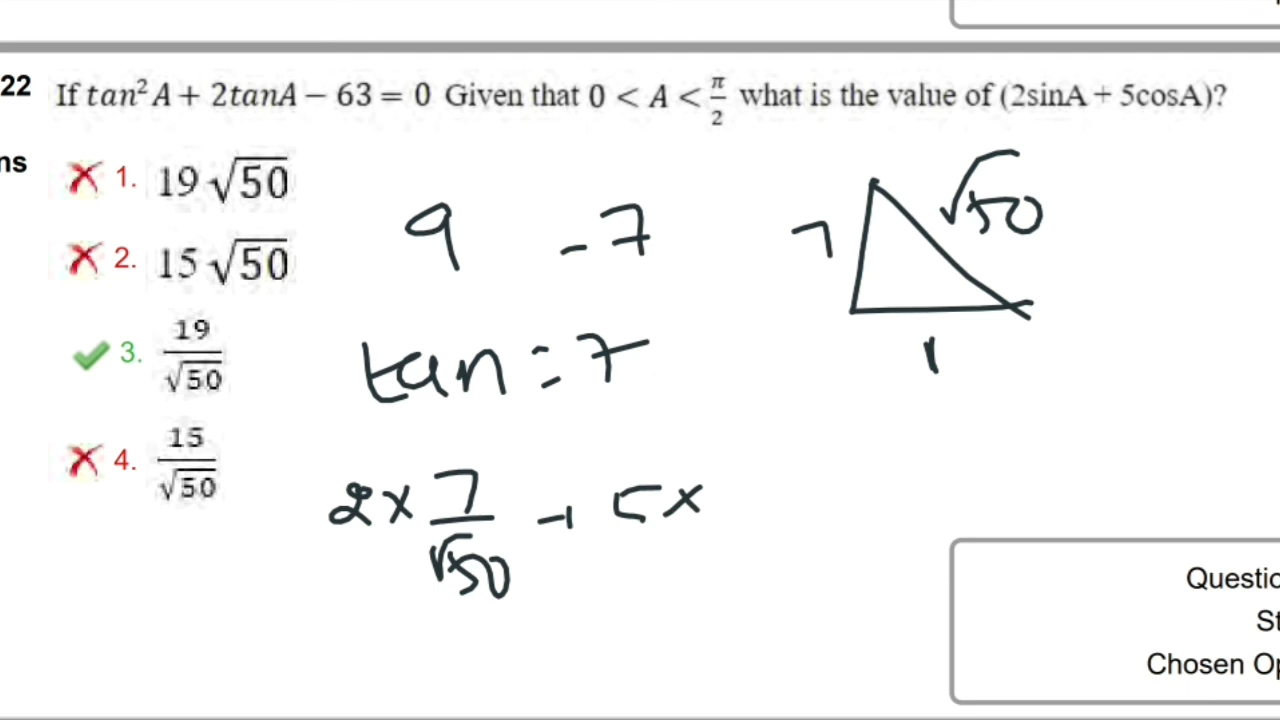 22 If tan² A + 2tanA − 63 = 0 Given that 0 < A < π/2 what is the value of (2sinA + 5cosA)?
ns
1. 19 √50
2. 15 √50
3. 19/√50
4. 15/√50
9 -7
tan = 7
2 × 7/√50 + 5 ×
7
√50
1
Questio
St
Chosen Op